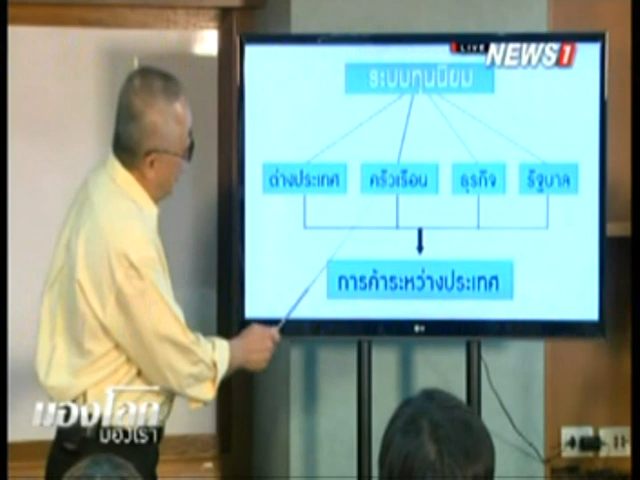 LIVE NEWS1
ระบบทุนนิยม
ต่างประเทศ ครัวเรือน ธุรกิจ รัฐบาล
การค้าระหว่างประเทศ
มองโลก
มองเรา